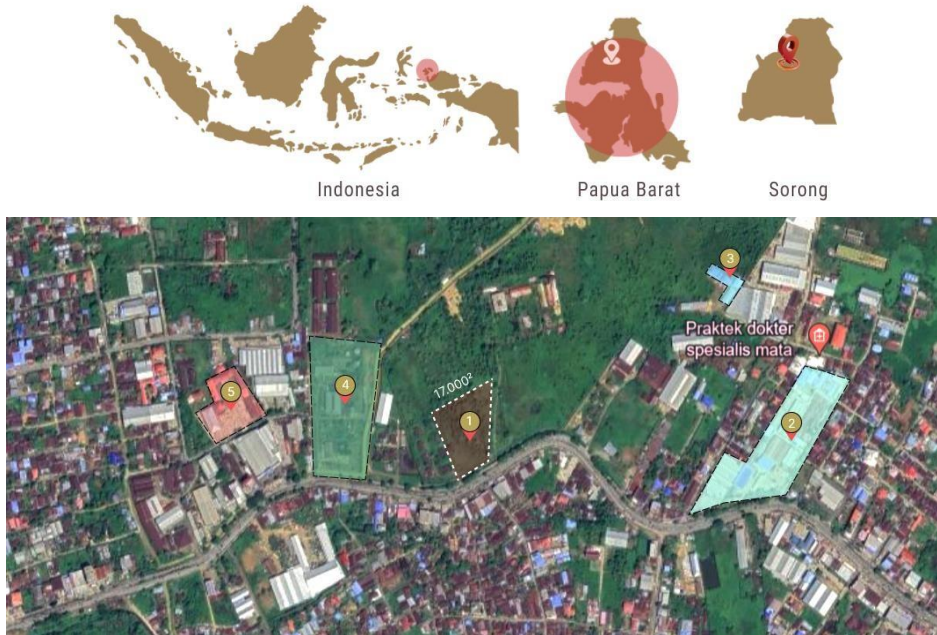 Indonesia
Papua Barat
Sorong
3
Praktek dokter
spesialis mata
17.000²
4
5
1
2